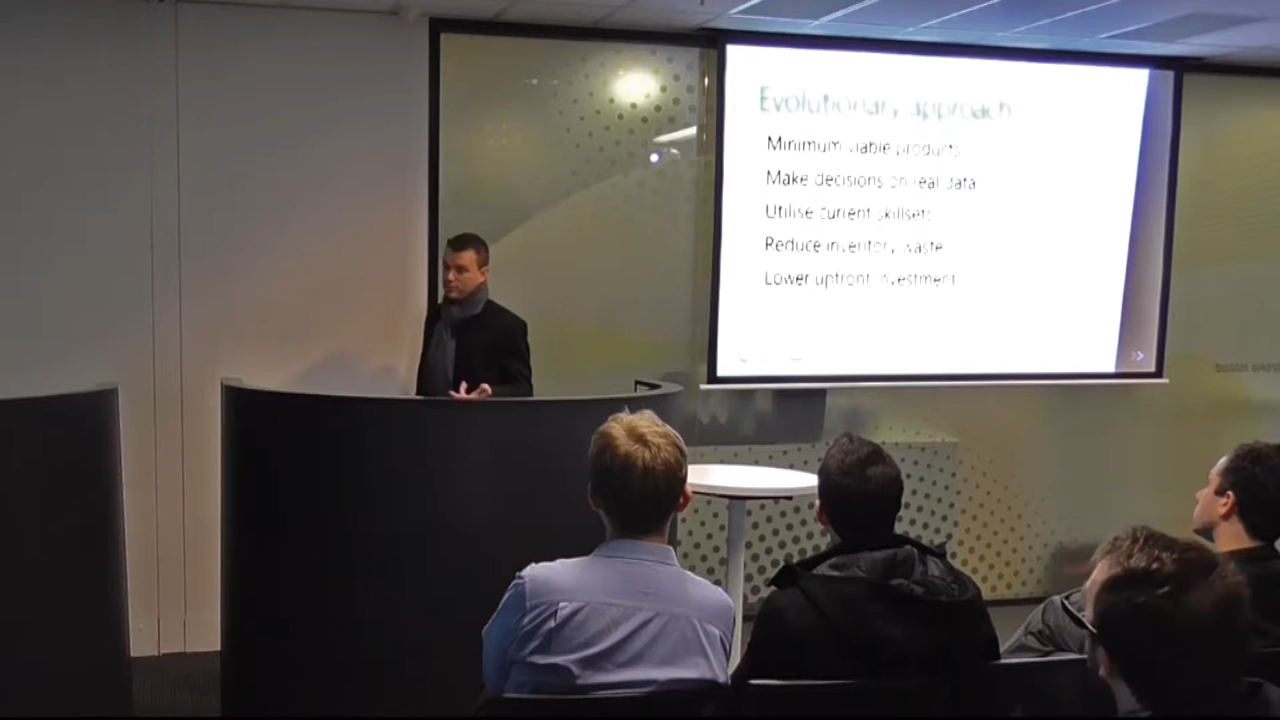 Evolutionary approach
Minimum viable products
Make decisions on real data
Utilise current skillsets
Reduce inventory waste
Lower upfront investment